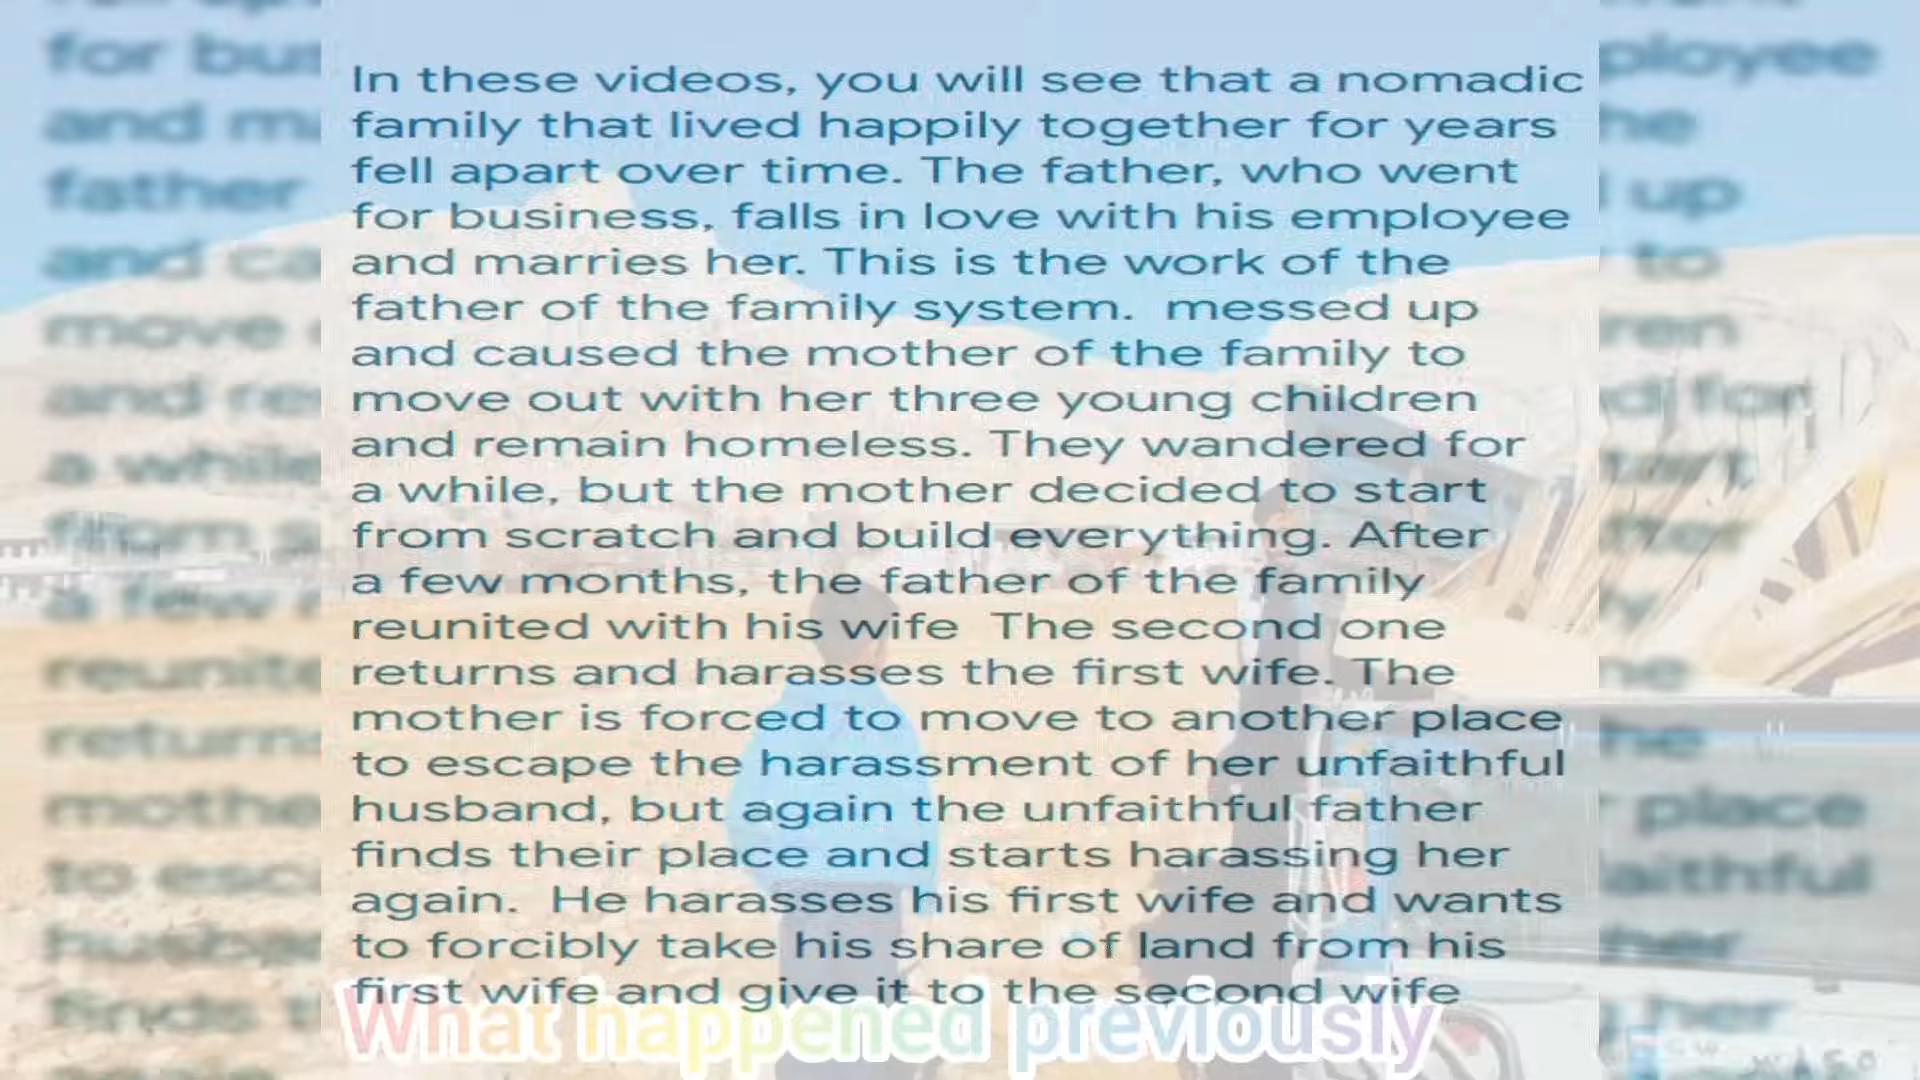 In these videos, you will see that a nomadic
family that lived happily together for years
fell apart over time. The father, who went
for business, falls in love with his employee
and marries her. This is the work of the
father of the family system.  messed up
and caused the mother of the family to
move out with her three young children
and remain homeless. They wandered for
a while, but the mother decided to start
from scratch and build everything. After
a few months, the father of the family
reunited with his wife  The second one
returns and harasses the first wife. The
mother is forced to move to another place
to escape the harassment of her unfaithful
husband, but again the unfaithful father
finds their place and starts harassing her
again.  He harasses his first wife and wants
to forcibly take his share of land from his
first wife and give it to the second wife
What happened previously